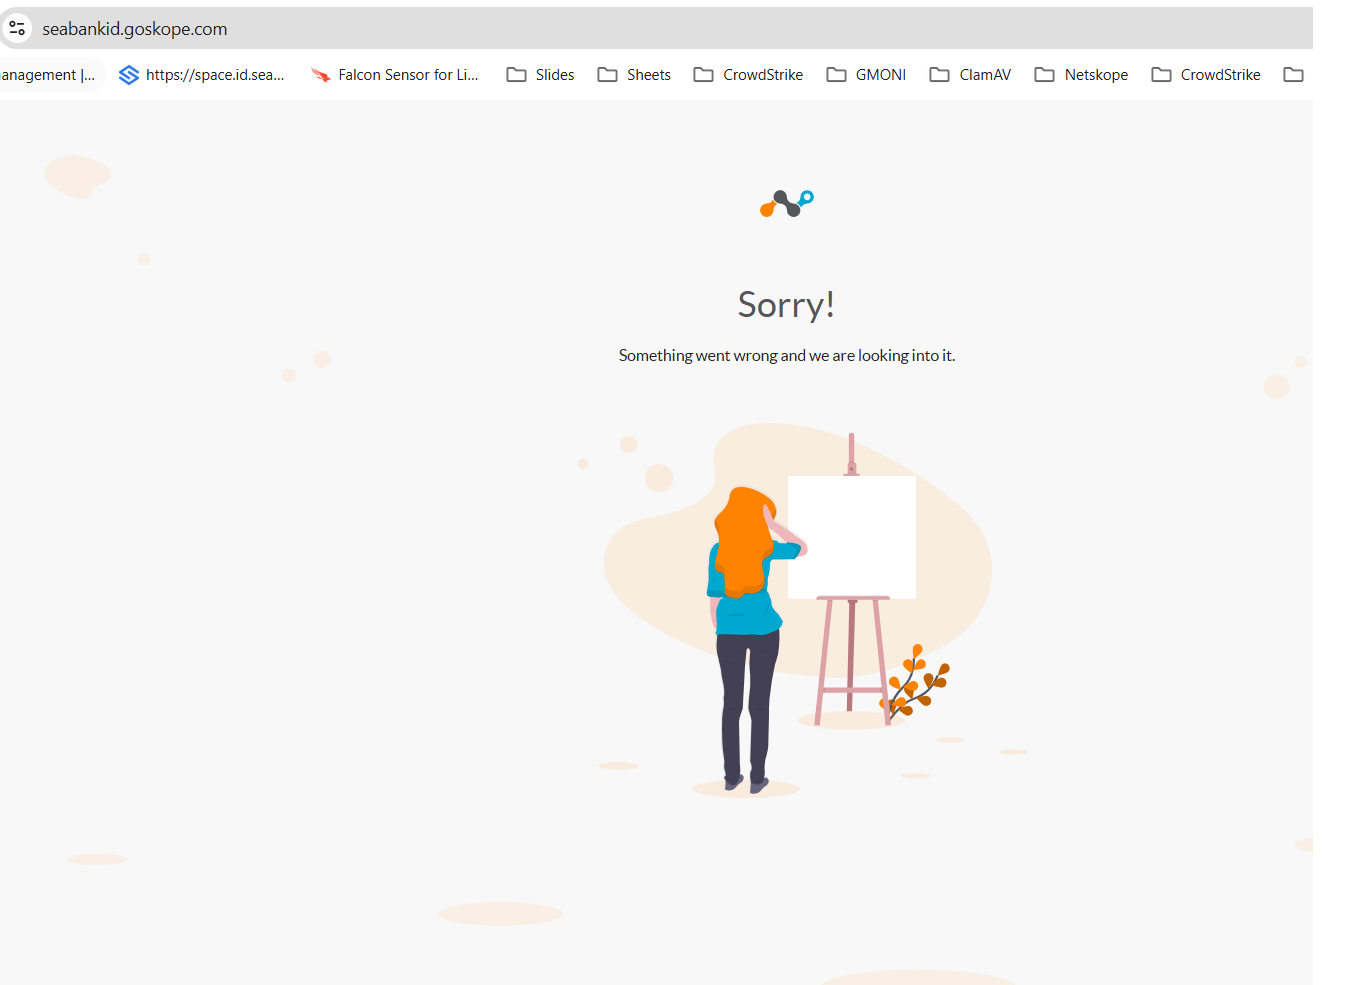 seabankid.goskope.com
anagement |...
https://space.id.sea...
Falcon Sensor for Li...
Slides
Sheets
CrowdStrike
GMONI
ClamAV
Netskope
CrowdStrike
Sorry!
Something went wrong and we are looking into it.